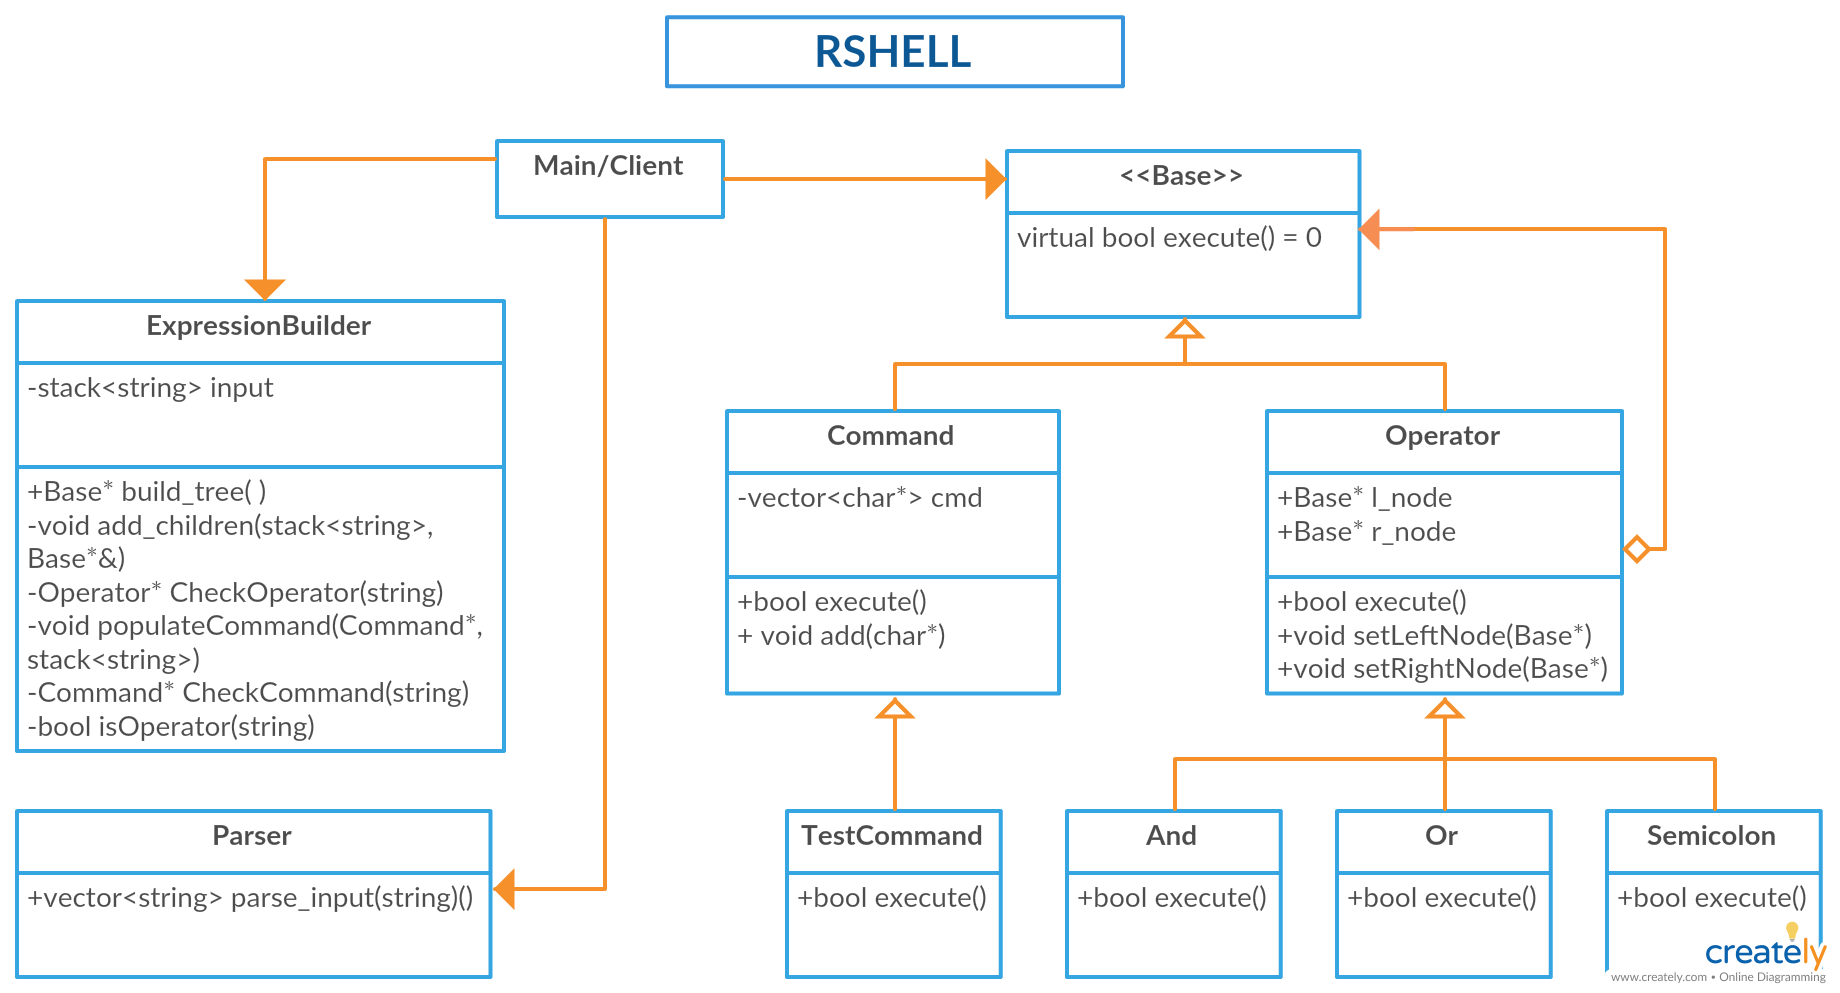 RSHELL
Main/Client
<<Base>>
virtual bool execute() = 0
ExpressionBuilder
-stack<string> input
+Base* build_tree( )
-void add_children(stack<string>,
Base*&)
-Operator* CheckOperator(string)
-void populateCommand(Command*,
stack<string>)
-Command* CheckCommand(string)
-bool isOperator(string)
Command
-vector<char*> cmd
+bool execute()
+ void add(char*)
Operator
+Base* l_node
+Base* r_node
+bool execute()
+void setLeftNode(Base*)
+void setRightNode(Base*)
Parser
+vector<string> parse_input(string)()
TestCommand
+bool execute()
And
+bool execute()
Or
+bool execute()
Semicolon
+bool execute()
creately
www.creately.com • Online Diagramming